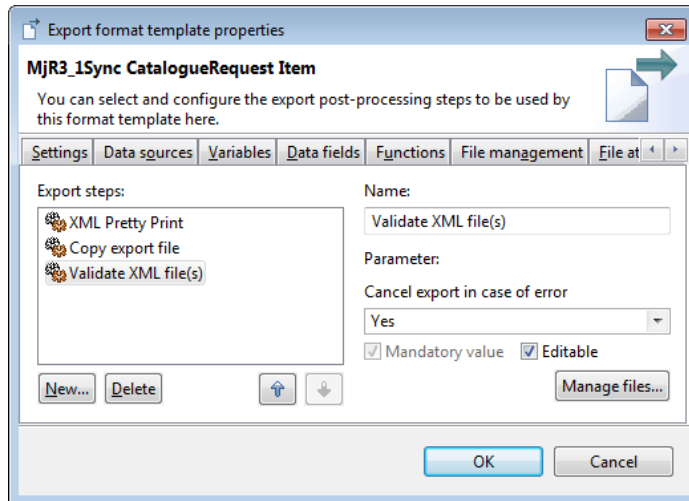 Export format template properties
MjR3_1Sync CatalogueRequest Item
You can select and configure the export post-processing steps to be used by
this format template here.
Settings Data sources Variables Data fields Functions File management File at
Export steps:
XML Pretty Print
Copy export file
Validate XML file(s)
New... Delete
Name:
Validate XML file(s)
Parameter:
Cancel export in case of error
Yes
Mandatory value Editable
Manage files...
OK Cancel